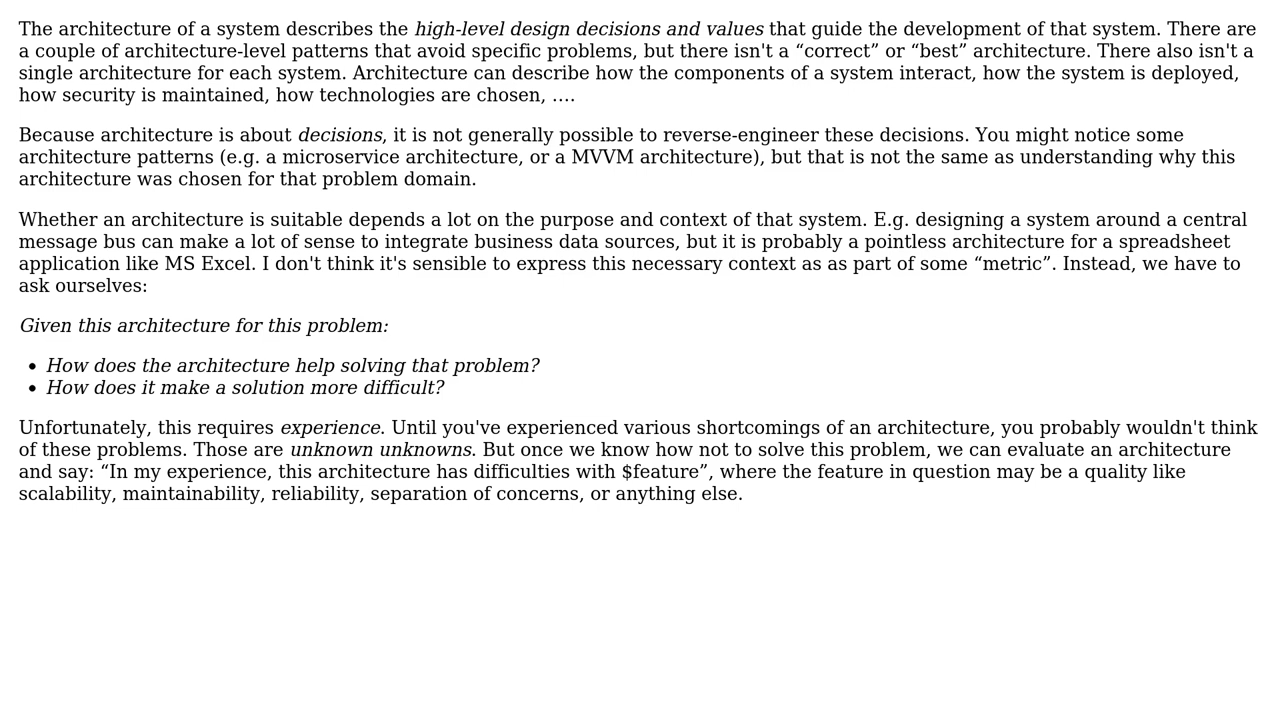 The architecture of a system describes the high-level design decisions and values that guide the development of that system. There are
a couple of architecture-level patterns that avoid specific problems, but there isn't a “correct” or “best” architecture. There also isn't a
single architecture for each system. Architecture can describe how the components of a system interact, how the system is deployed,
how security is maintained, how technologies are chosen, ….
Because architecture is about decisions, it is not generally possible to reverse-engineer these decisions. You might notice some
architecture patterns (e.g. a microservice architecture, or a MVVM architecture), but that is not the same as understanding why this
architecture was chosen for that problem domain.
Whether an architecture is suitable depends a lot on the purpose and context of that system. E.g. designing a system around a central
message bus can make a lot of sense to integrate business data sources, but it is probably a pointless architecture for a spreadsheet
application like MS Excel. I don't think it's sensible to express this necessary context as as part of some “metric”. Instead, we have to
ask ourselves:
Given this architecture for this problem:
• How does the architecture help solving that problem?
• How does it make a solution more difficult?
Unfortunately, this requires experience. Until you've experienced various shortcomings of an architecture, you probably wouldn't think
of these problems. Those are unknown unknowns. But once we know how not to solve this problem, we can evaluate an architecture
and say: “In my experience, this architecture has difficulties with $feature”, where the feature in question may be a quality like
scalability, maintainability, reliability, separation of concerns, or anything else.